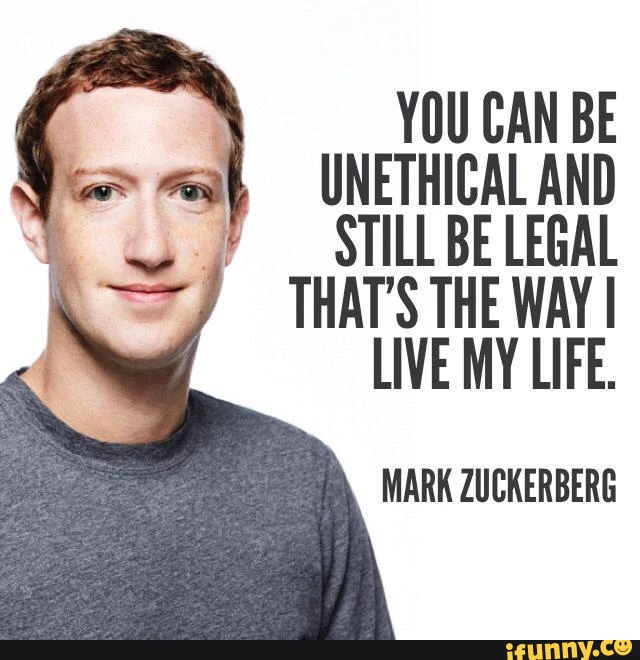 YOU CAN BE
UNETHICAL AND
STILL BE LEGAL
THAT'S THE WAY I
LIVE MY LIFE.
MARK ZUCKERBERG
ifunny.co